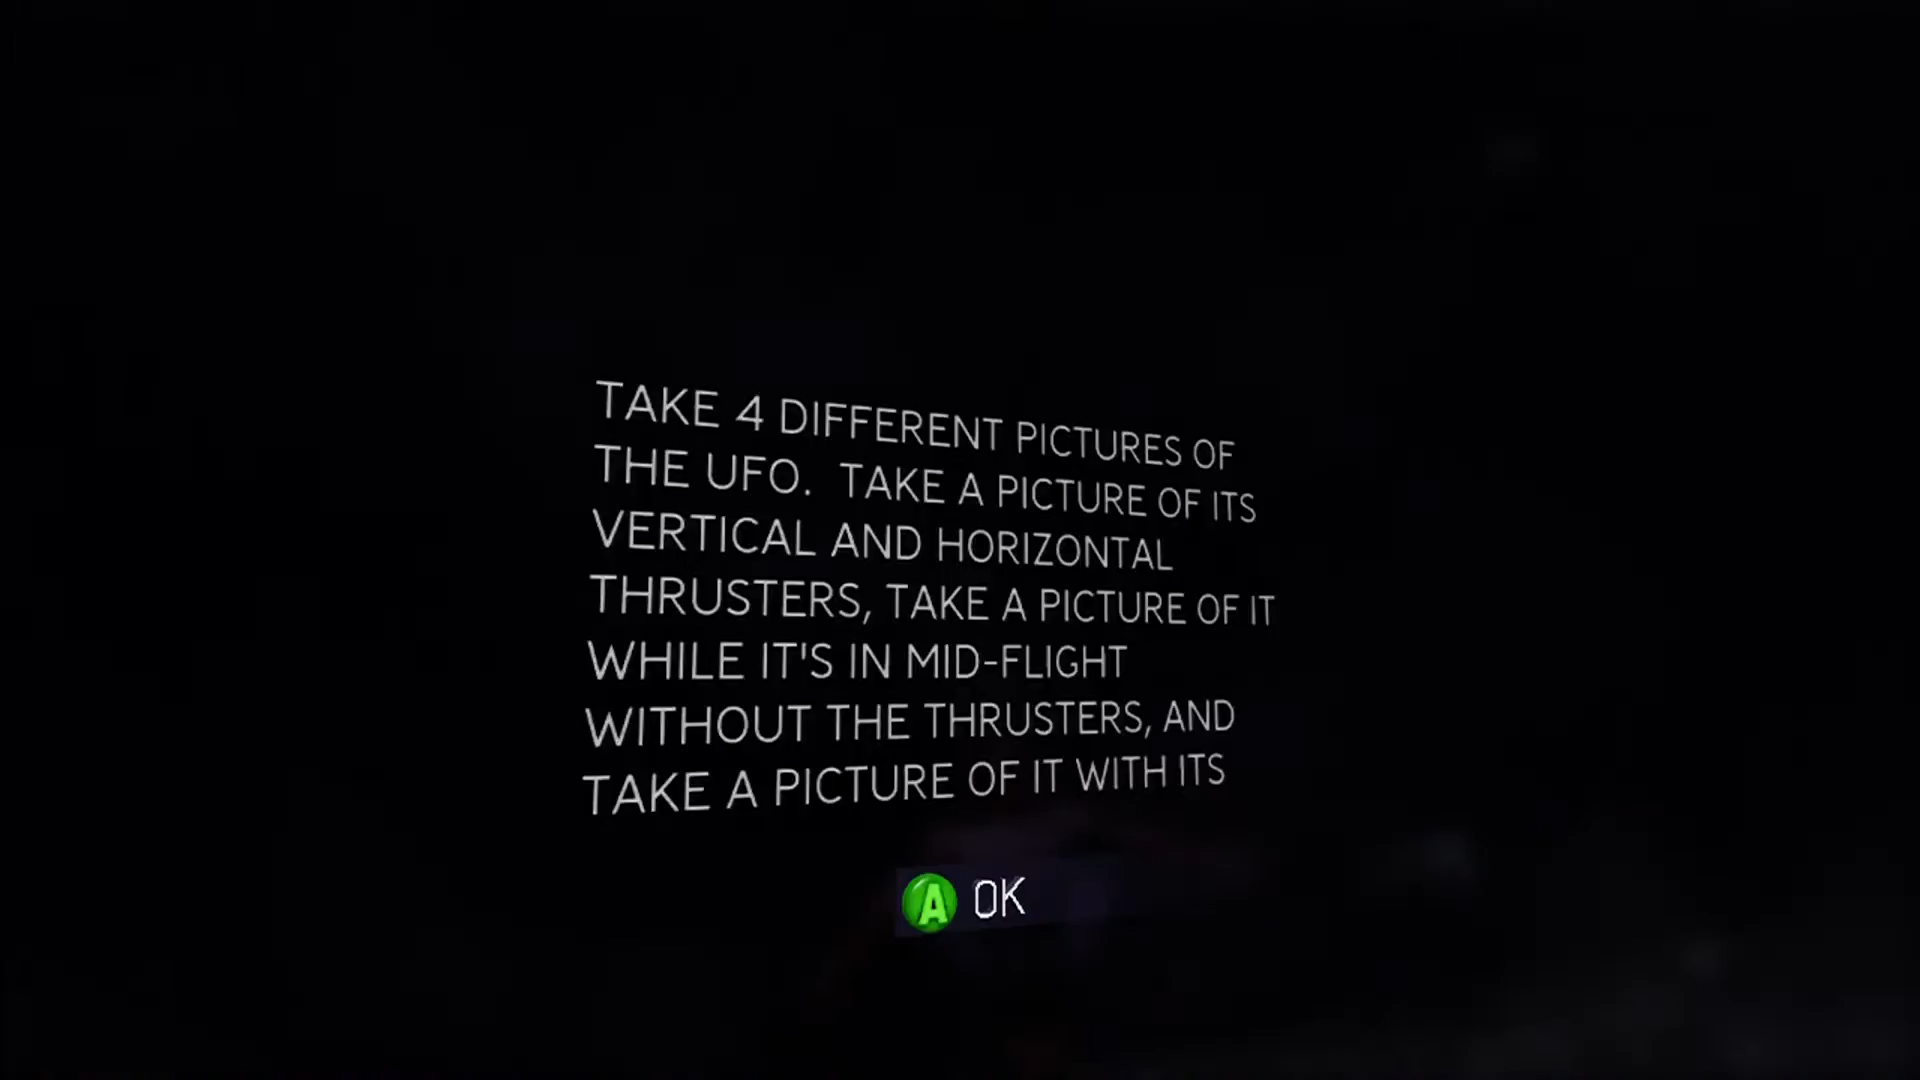 TAKE 4 DIFFERENT PICTURES OF
THE UFO.  TAKE A PICTURE OF ITS
VERTICAL AND HORIZONTAL
THRUSTERS, TAKE A PICTURE OF IT
WHILE IT'S IN MID-FLIGHT
WITHOUT THE THRUSTERS, AND
TAKE A PICTURE OF IT WITH ITS
A OK